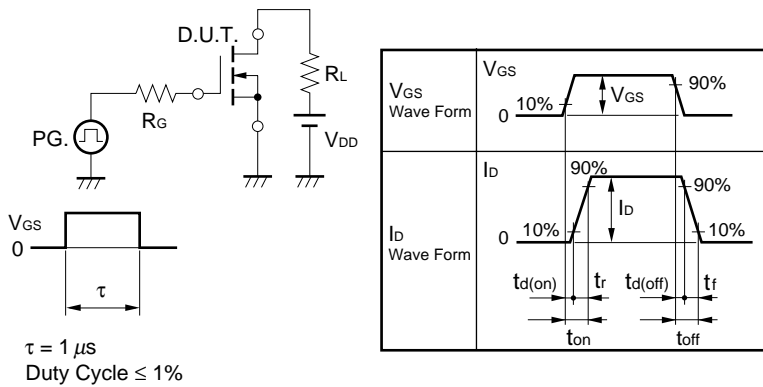 D.U.T.
RL
RG
PG.
VDD
VGS
0
τ
τ = 1 μs
Duty Cycle ≤ 1%
VGS
Wave Form
VGS
10%
0
VGS
90%
ID
Wave Form
ID
90%
90%
ID
10%
10%
0
td(on) tr td(off) tf
ton toff